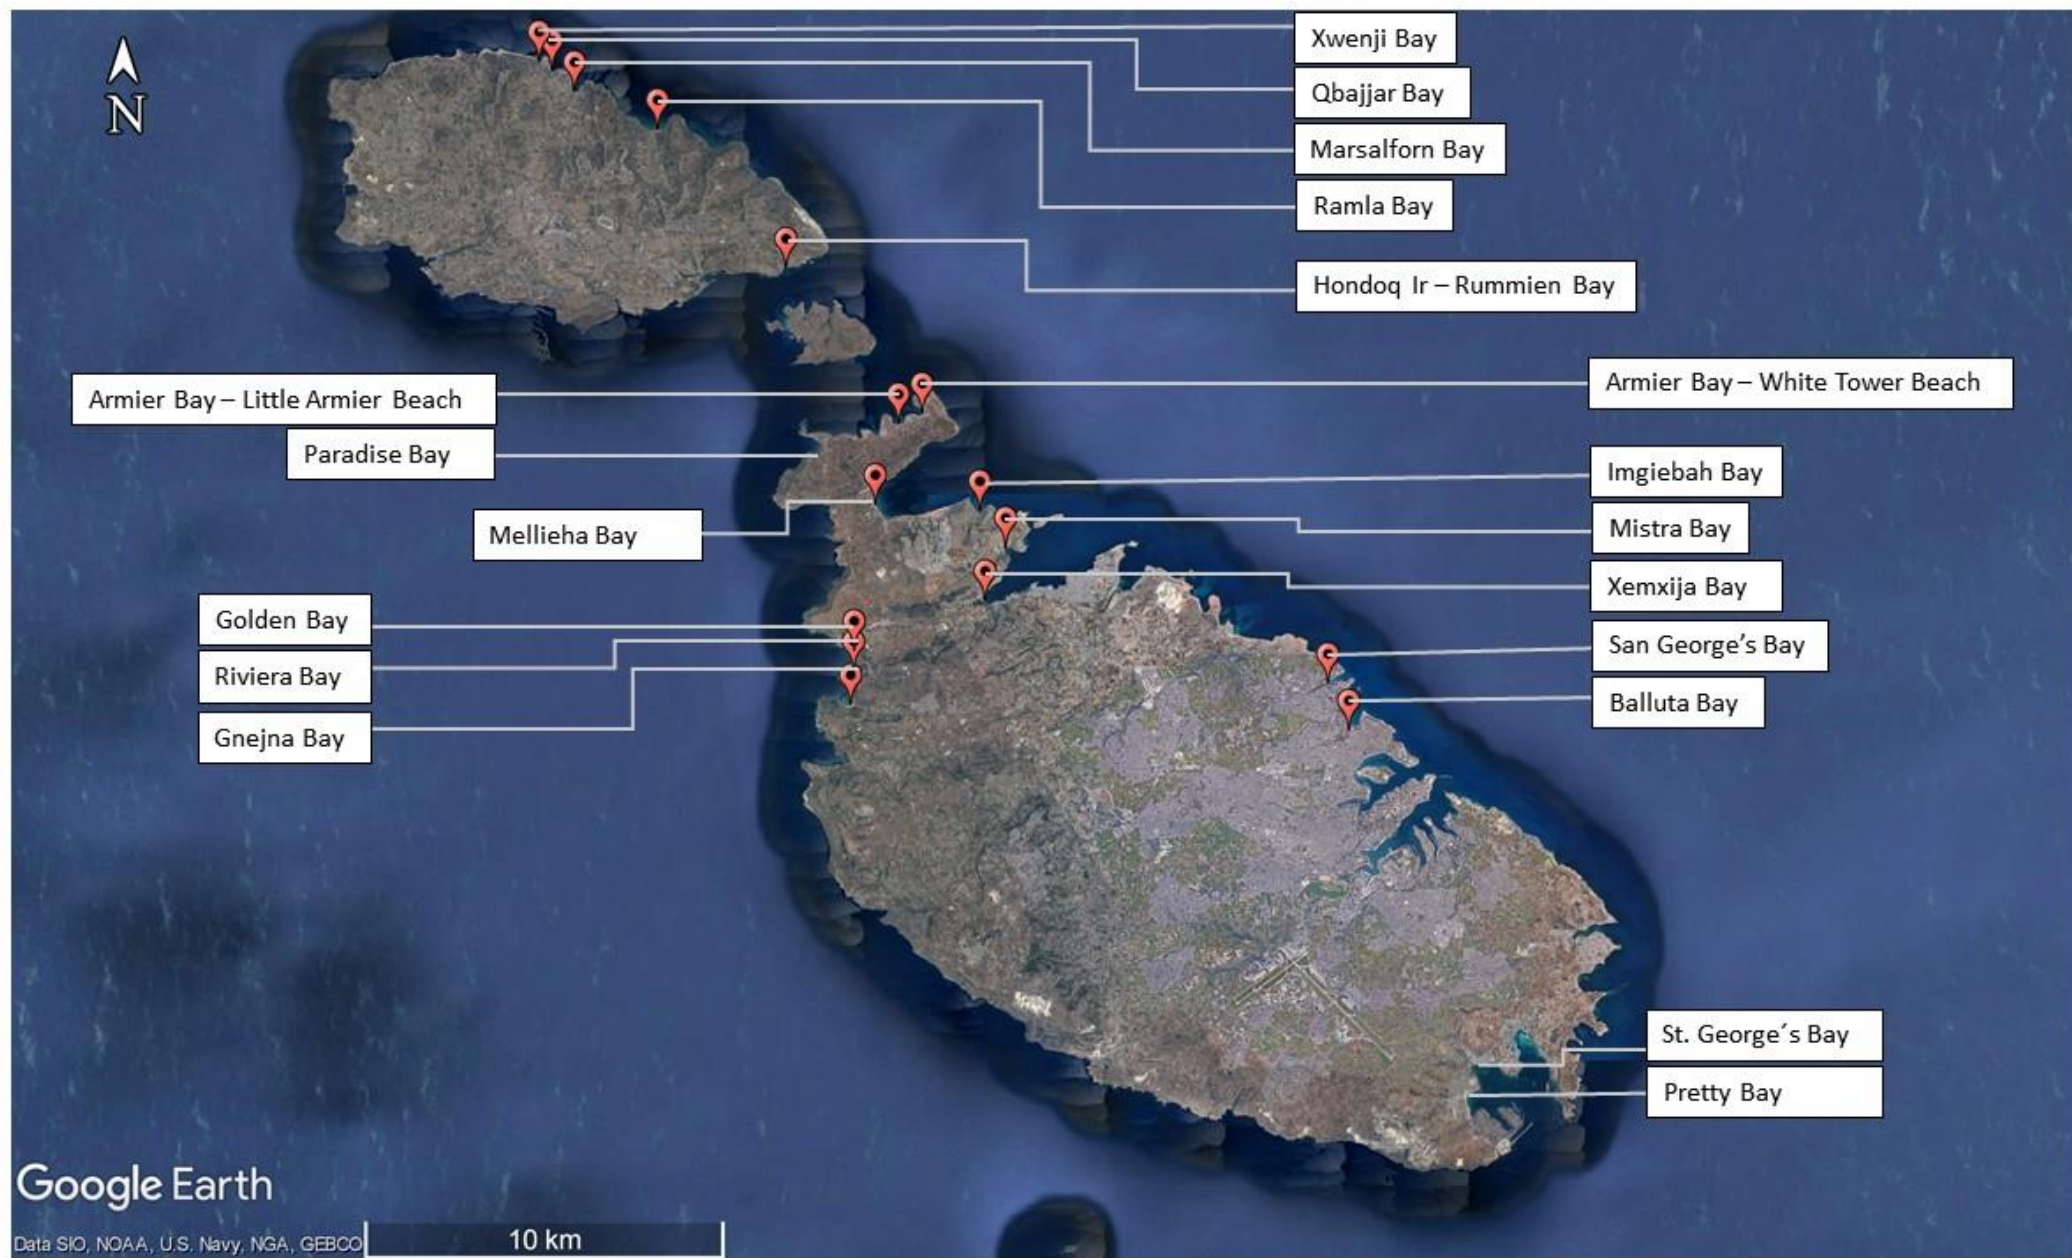 N
Xwenji Bay
Qbajjar Bay
Marsalforn Bay
Ramla Bay
Hondoq Ir – Rummien Bay
Armier Bay – Little Armier Beach
Armier Bay – White Tower Beach
Paradise Bay
Imgiebah Bay
Mellieha Bay
Mistra Bay
Xemxija Bay
Golden Bay
San George’s Bay
Riviera Bay
Balluta Bay
Gnejna Bay
St. George´s Bay
Pretty Bay
Google Earth
Data SIO, NOAA, U.S. Navy, NGA, GEBCO
10 km